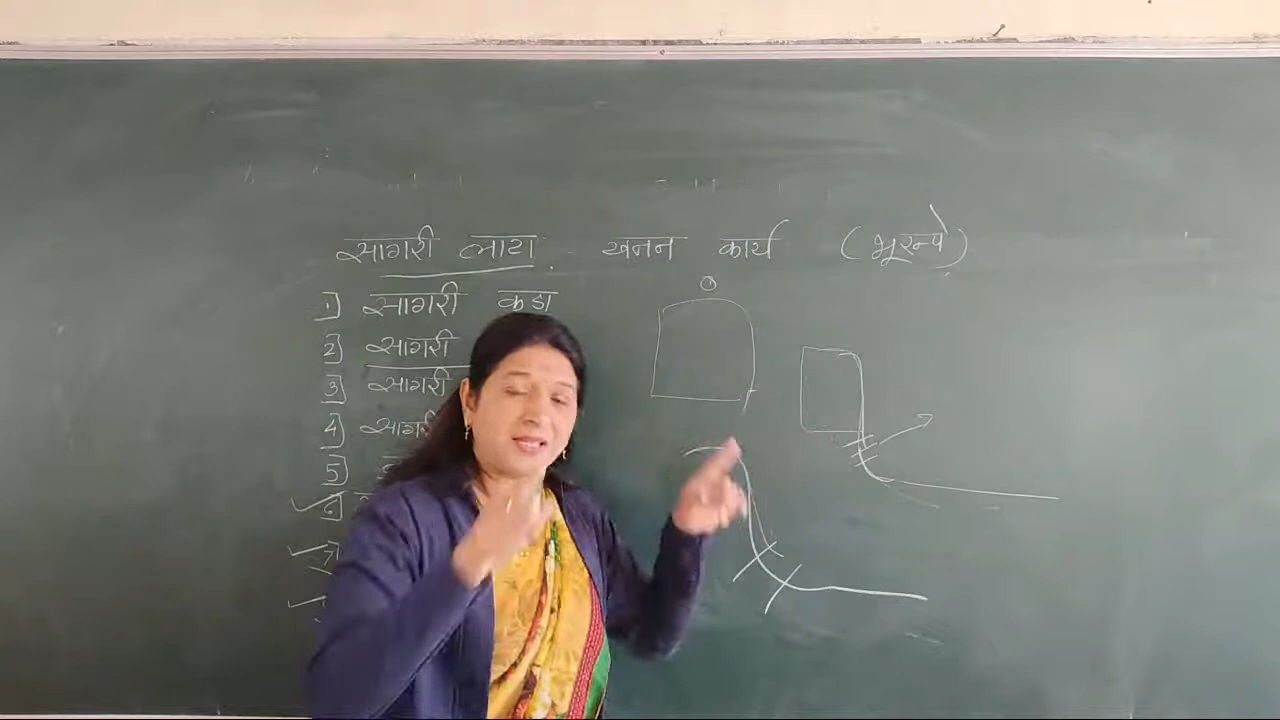 सागरी लाटा खनन कार्य (भूरूपे)
1] सागरी कडा
2] सागरी
3] सागरी
4] सागरी
5]